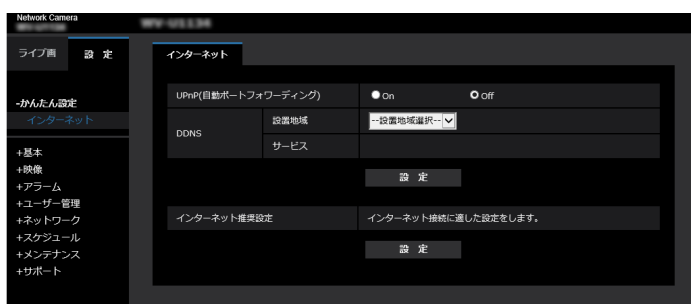 Network Camera
ライブ画
設 定
インターネット
-かんたん設定
インターネット
+基本
+映像
+アラーム
+ユーザー管理
+ネットワーク
+スケジュール
+メンテナンス
+サポート
UPnP(自動ポートフォワーディング)
On
Off
DDNS
設置地域
--設置地域選択--
サービス
設 定
インターネット推奨設定
インターネット接続に適した設定をします。
設 定